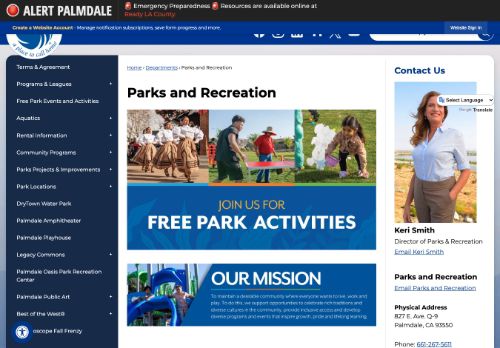 ALERT PALMDALE
🚨 Emergency Preparedness 🚨 Resources are available online at
Ready LA County.
Create a Website Account - Manage notification subscriptions, save form progress and more.
Website Sign In
a place to call home
Terms & Agreement
Programs & Leagues
Free Park Events and Activities
Aquatics
Rental Information
Community Programs
Parks Projects & Improvements
Park Locations
DryTown Water Park
Palmdale Amphitheater
Palmdale Playhouse
Legacy Commons
Palmdale Oasis Park Recreation
Center
Palmdale Public Art
Best of the West®
oscope Fall Frenzy
Home › Departments › Parks and Recreation
Parks and Recreation
JOIN US FOR
FREE PARK ACTIVITIES
OUR MISSION
To maintain a desirable community where everyone wants to live, work and
play. To do this, we support opportunities to celebrate rich traditions and
diverse cultures in the community, provide inclusive access and develop
diverse programs and events that inspire growth, pride and lifelong learning.
Contact Us
Select Language
Google Translate
Keri Smith
Director of Parks & Recreation
Email Keri Smith
Parks and Recreation
Email Parks and Recreation
Physical Address
827 E. Ave. Q-9
Palmdale, CA 93550
Phone: 661-267-5611